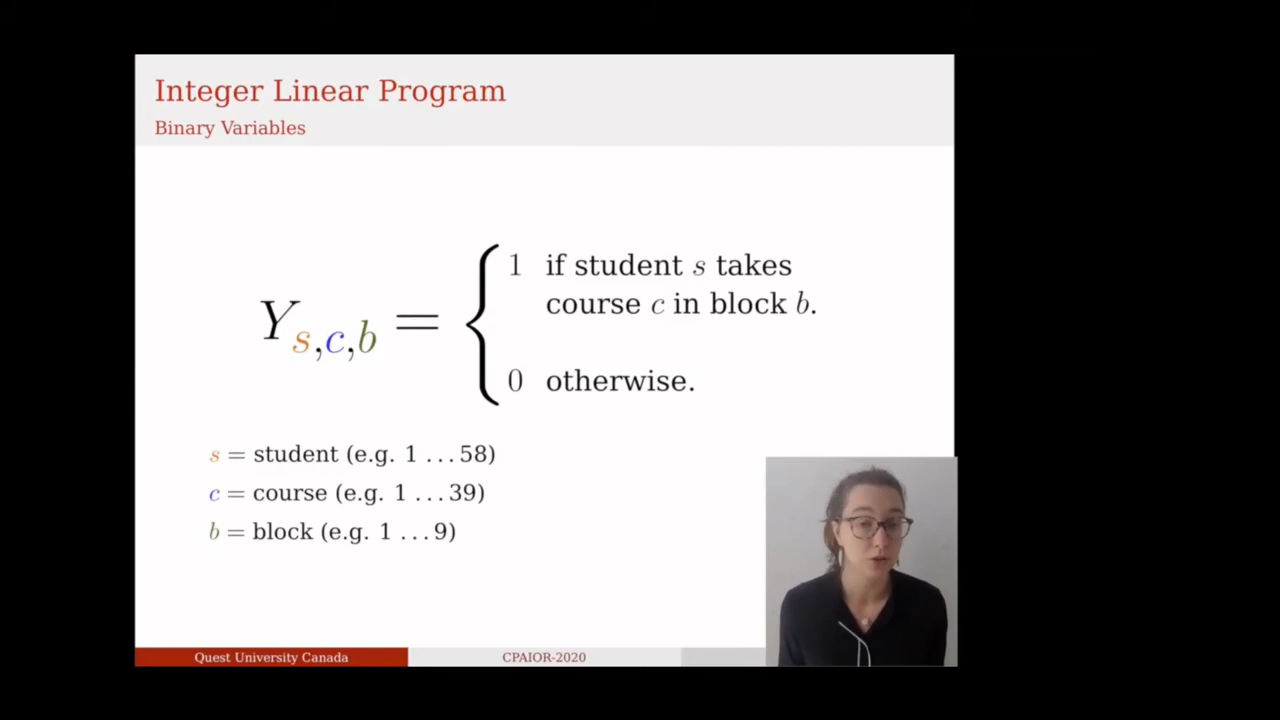 Integer Linear Program
Binary Variables
1 if student s takes
course c in block b.
Y_{s,c,b} = {
0 otherwise.
s = student (e.g. 1 ...58)
c = course (e.g. 1 ...39)
b = block (e.g. 1 ...9)
Quest University Canada CPAIOR-2020